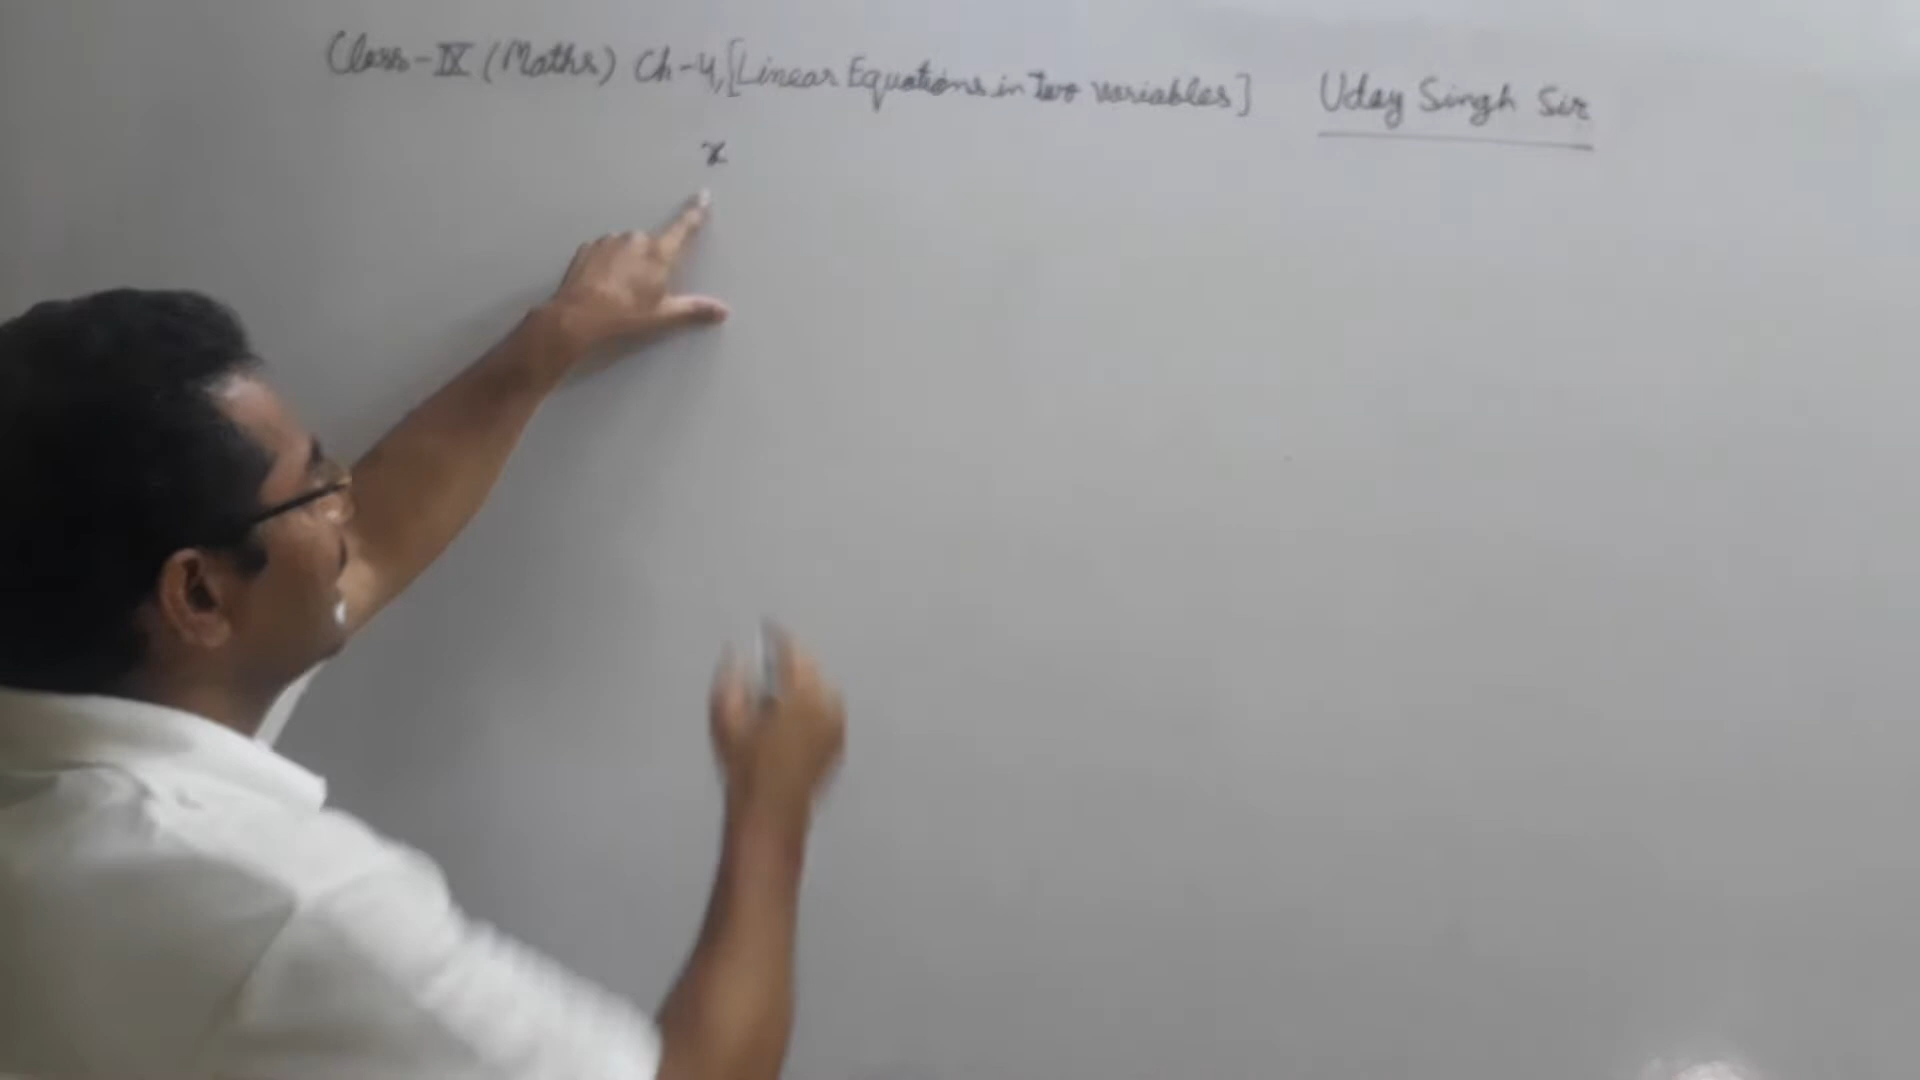 Class-IX (Maths) Ch-4, [Linear Equations in Two variables] Uday Singh Sir
x